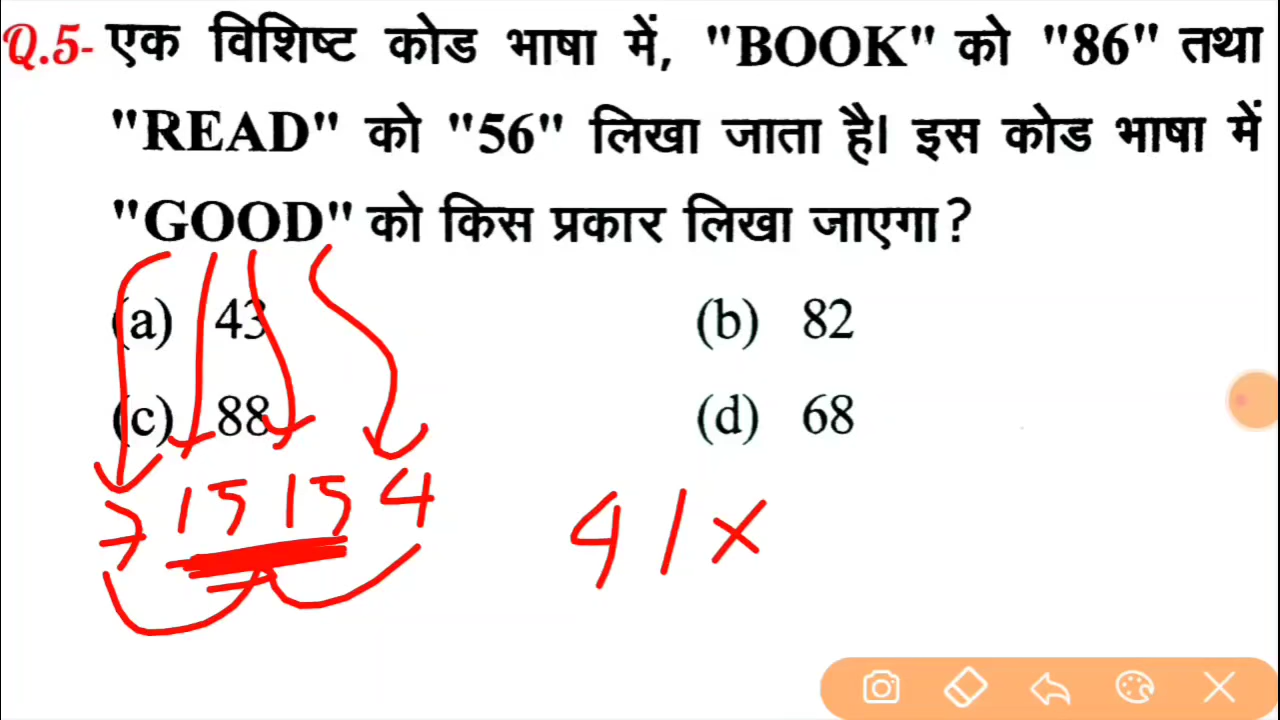 Q.5- एक विशिष्ट कोड भाषा में, "BOOK" को "86" तथा
"READ" को "56" लिखा जाता है। इस कोड भाषा में
"GOOD" को किस प्रकार लिखा जाएगा?
(a) 43 (b) 82
(c) 88 (d) 68
7 15 15 4 41 ×